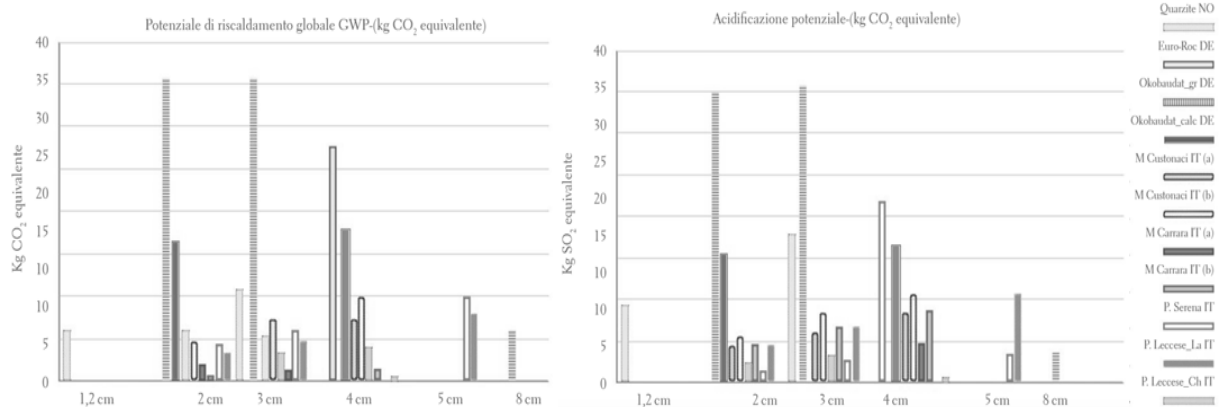 Potenziale di riscaldamento globale GWP-(kg CO₂ equivalente)
40
35
30
25
20
15
10
10
5
0
Kg CO₂ equivalente
1,2 cm
2 cm
3 cm
4 cm
5 cm
8 cm
Acidificazione potenziale-(kg CO₂ equivalente)
40
35
30
25
20
15
10
10
5
0
Kg SO₂ equivalente
1,2 cm
2 cm
3 cm
4 cm
5 cm
8 cm
Quarzite NO
Euro-Roc DE
Okobaudat_gr DE
Okobaudat_calc DE
M Custonaci IT (a)
M Custonaci IT (b)
M Carrara IT (a)
M Carrara IT (b)
P. Serena IT
P. Leccese_La IT
P. Leccese_Ch IT